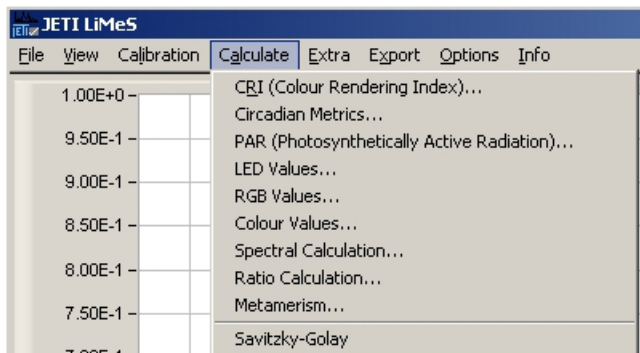 JETI LiMeS
File View Calibration Calculate Extra Export Options Info
CRI (Colour Rendering Index)...
Circadian Metrics...
PAR (Photosynthetically Active Radiation)...
LED Values...
RGB Values...
Colour Values...
Spectral Calculation...
Ratio Calculation...
Metamerism...
Savitzky-Golay
1.00E+0
9.50E-1
9.00E-1
8.50E-1
8.00E-1
7.50E-1